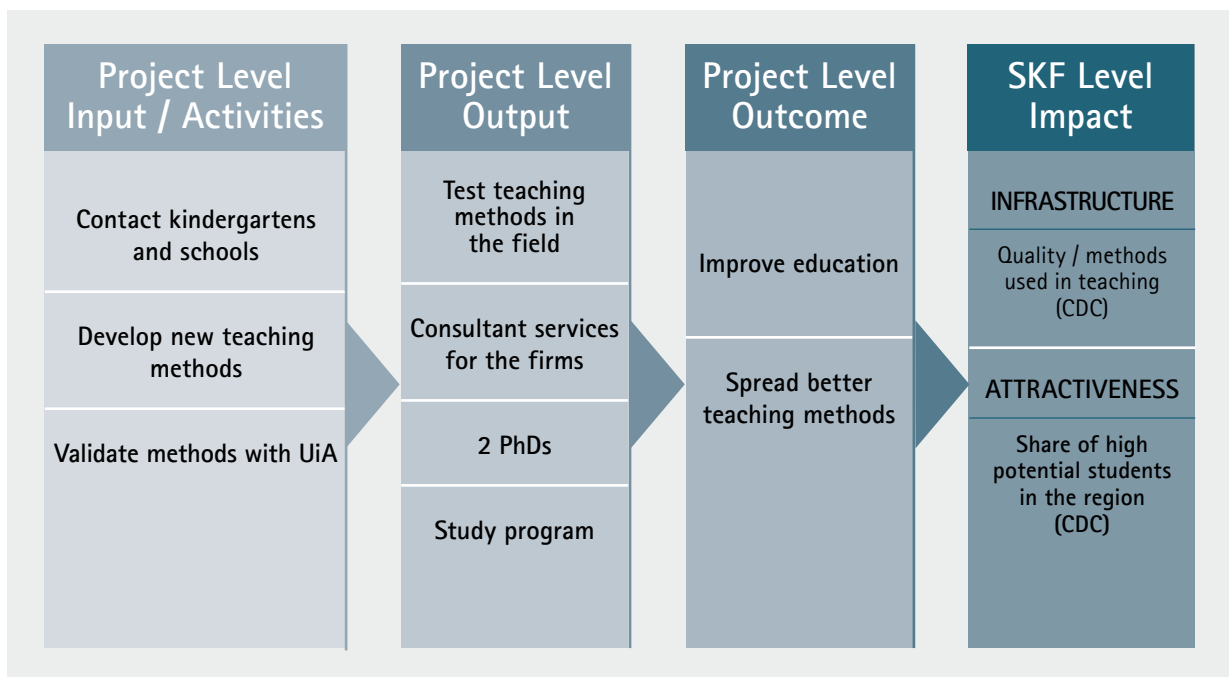 Project Level
Input / Activities
Contact kindergartens
and schools
Develop new teaching
methods
Validate methods with UiA
Project Level
Output
Test teaching
methods in
the field
Consultant services
for the firms
2 PhDs
Study program
Project Level
Outcome
Improve education
Spread better
teaching methods
SKF Level
Impact
INFRASTRUCTURE
Quality / methods
used in teaching
(CDC)
ATTRACTIVENESS
Share of high
potential students
in the region
(CDC)